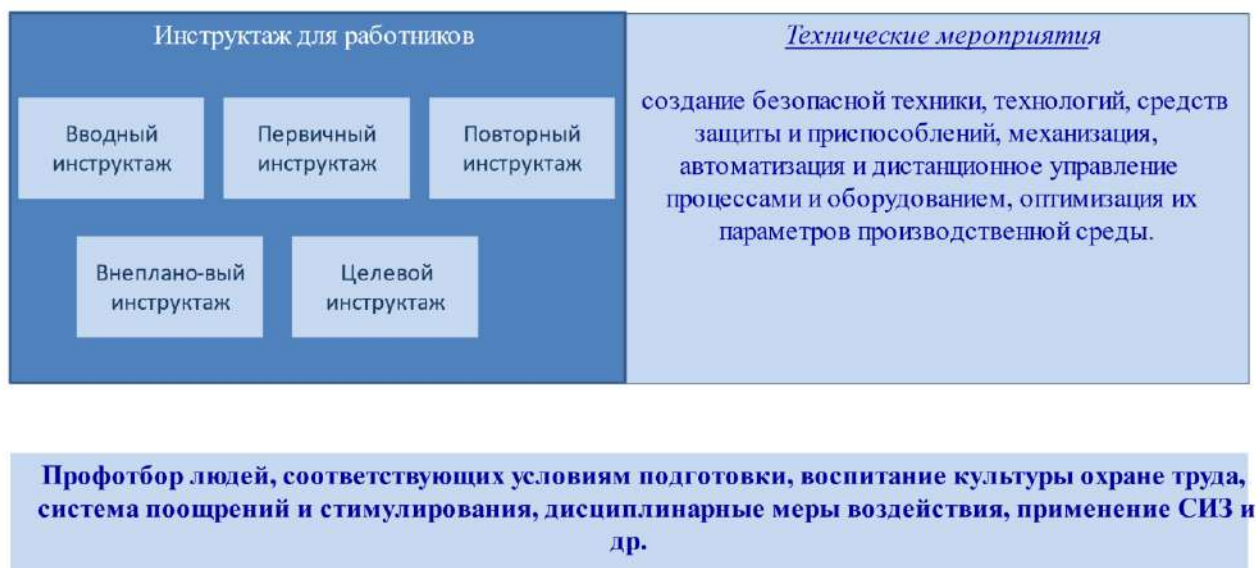 Инструктаж для работников
Вводный
инструктаж
Первичный
инструктаж
Повторный
инструктаж
Внеплано-вый
инструктаж
Целевой
инструктаж
Технические мероприятия
создание безопасной техники, технологий, средств
защиты и приспособлений, механизация,
автоматизация и дистанционное управление
процессами и оборудованием, оптимизация их
параметров производственной среды.
Профотбор людей, соответствующих условиям подготовки, воспитание культуры охране труда,
система поощрений и стимулирования, дисциплинарные меры воздействия, применение СИЗ и
др.